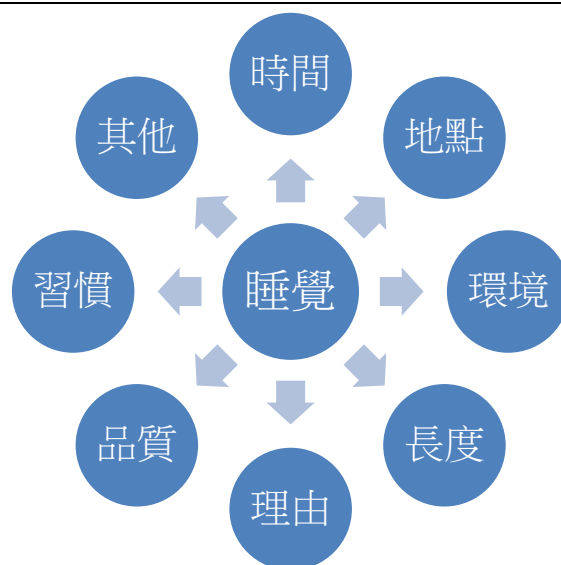 時間
其他
地點
習慣
睡覺
環境
品質
長度
理由